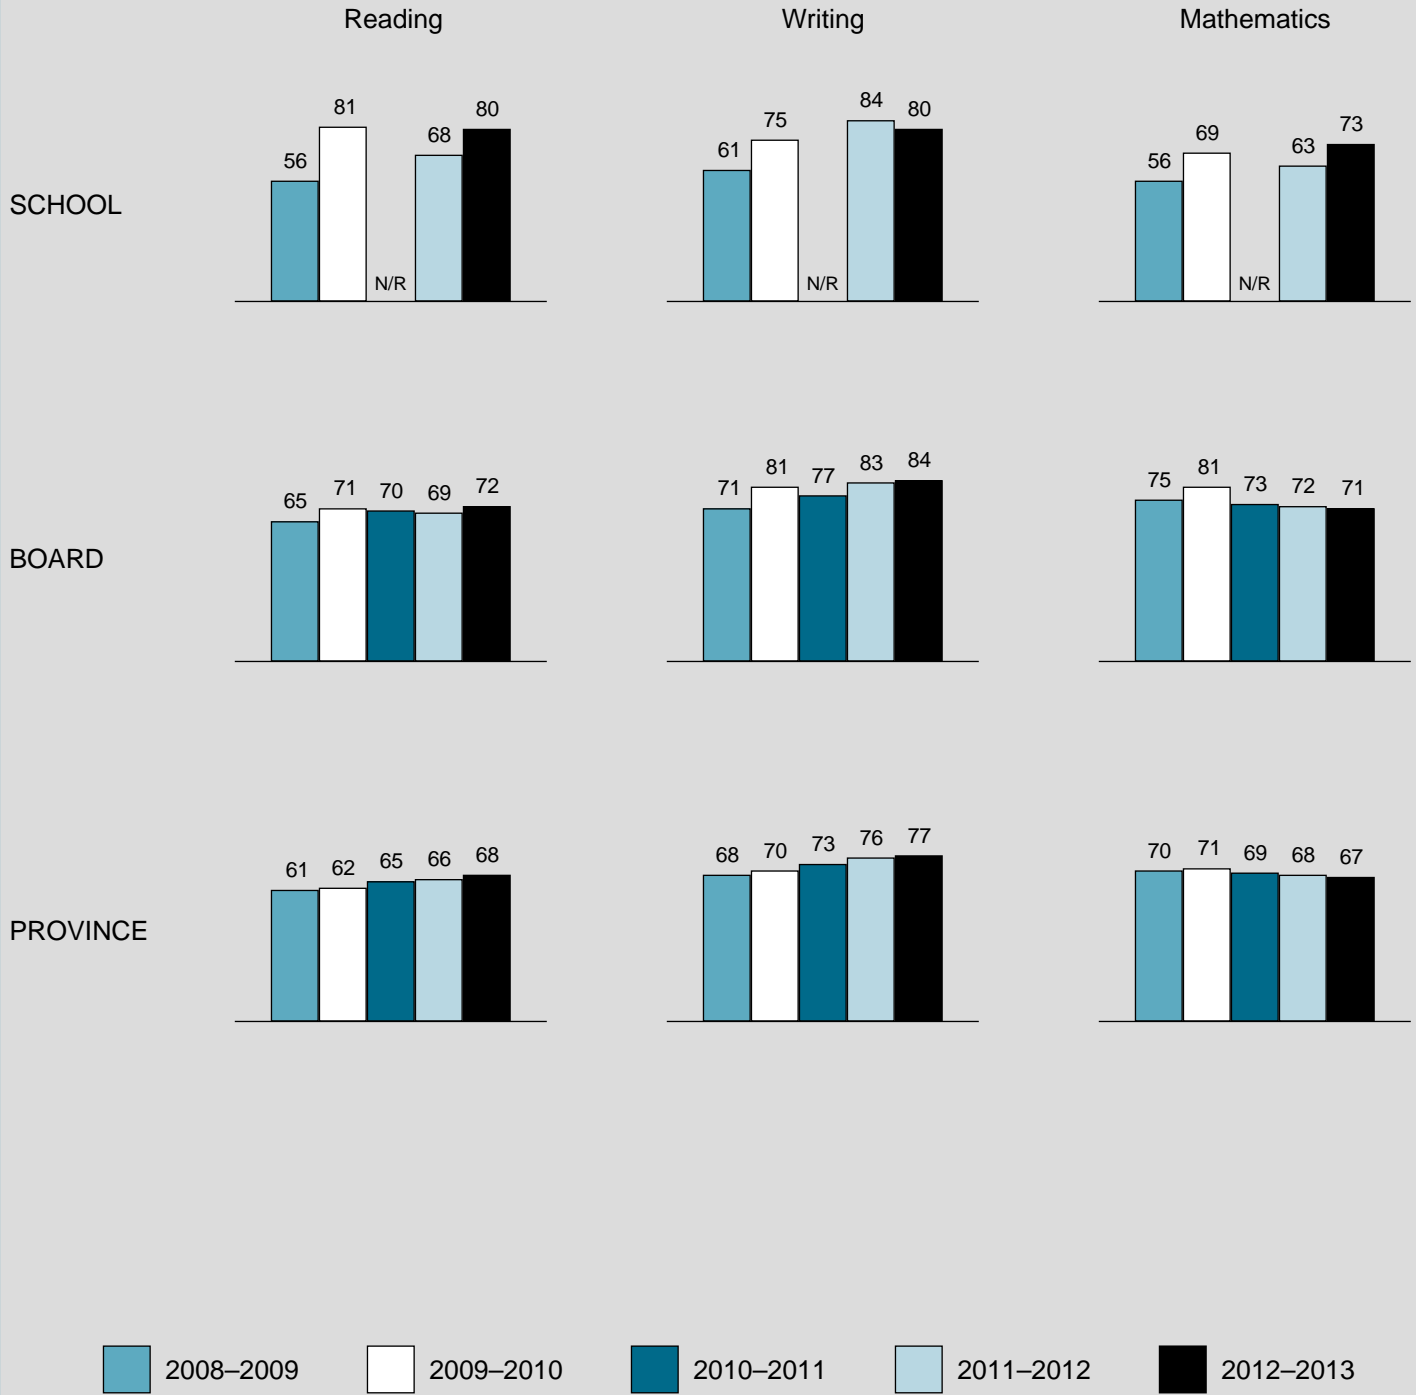 Reading Writing Mathematics
SCHOOL
56 81 N/R 68 80
61 75 N/R 84 80
56 69 N/R 63 73
BOARD
65 71 70 69 72
71 81 77 83 84
75 81 73 72 71
PROVINCE
61 62 65 66 68
68 70 73 76 77
70 71 69 68 67
2008–2009 2009–2010 2010–2011 2011–2012 2012–2013